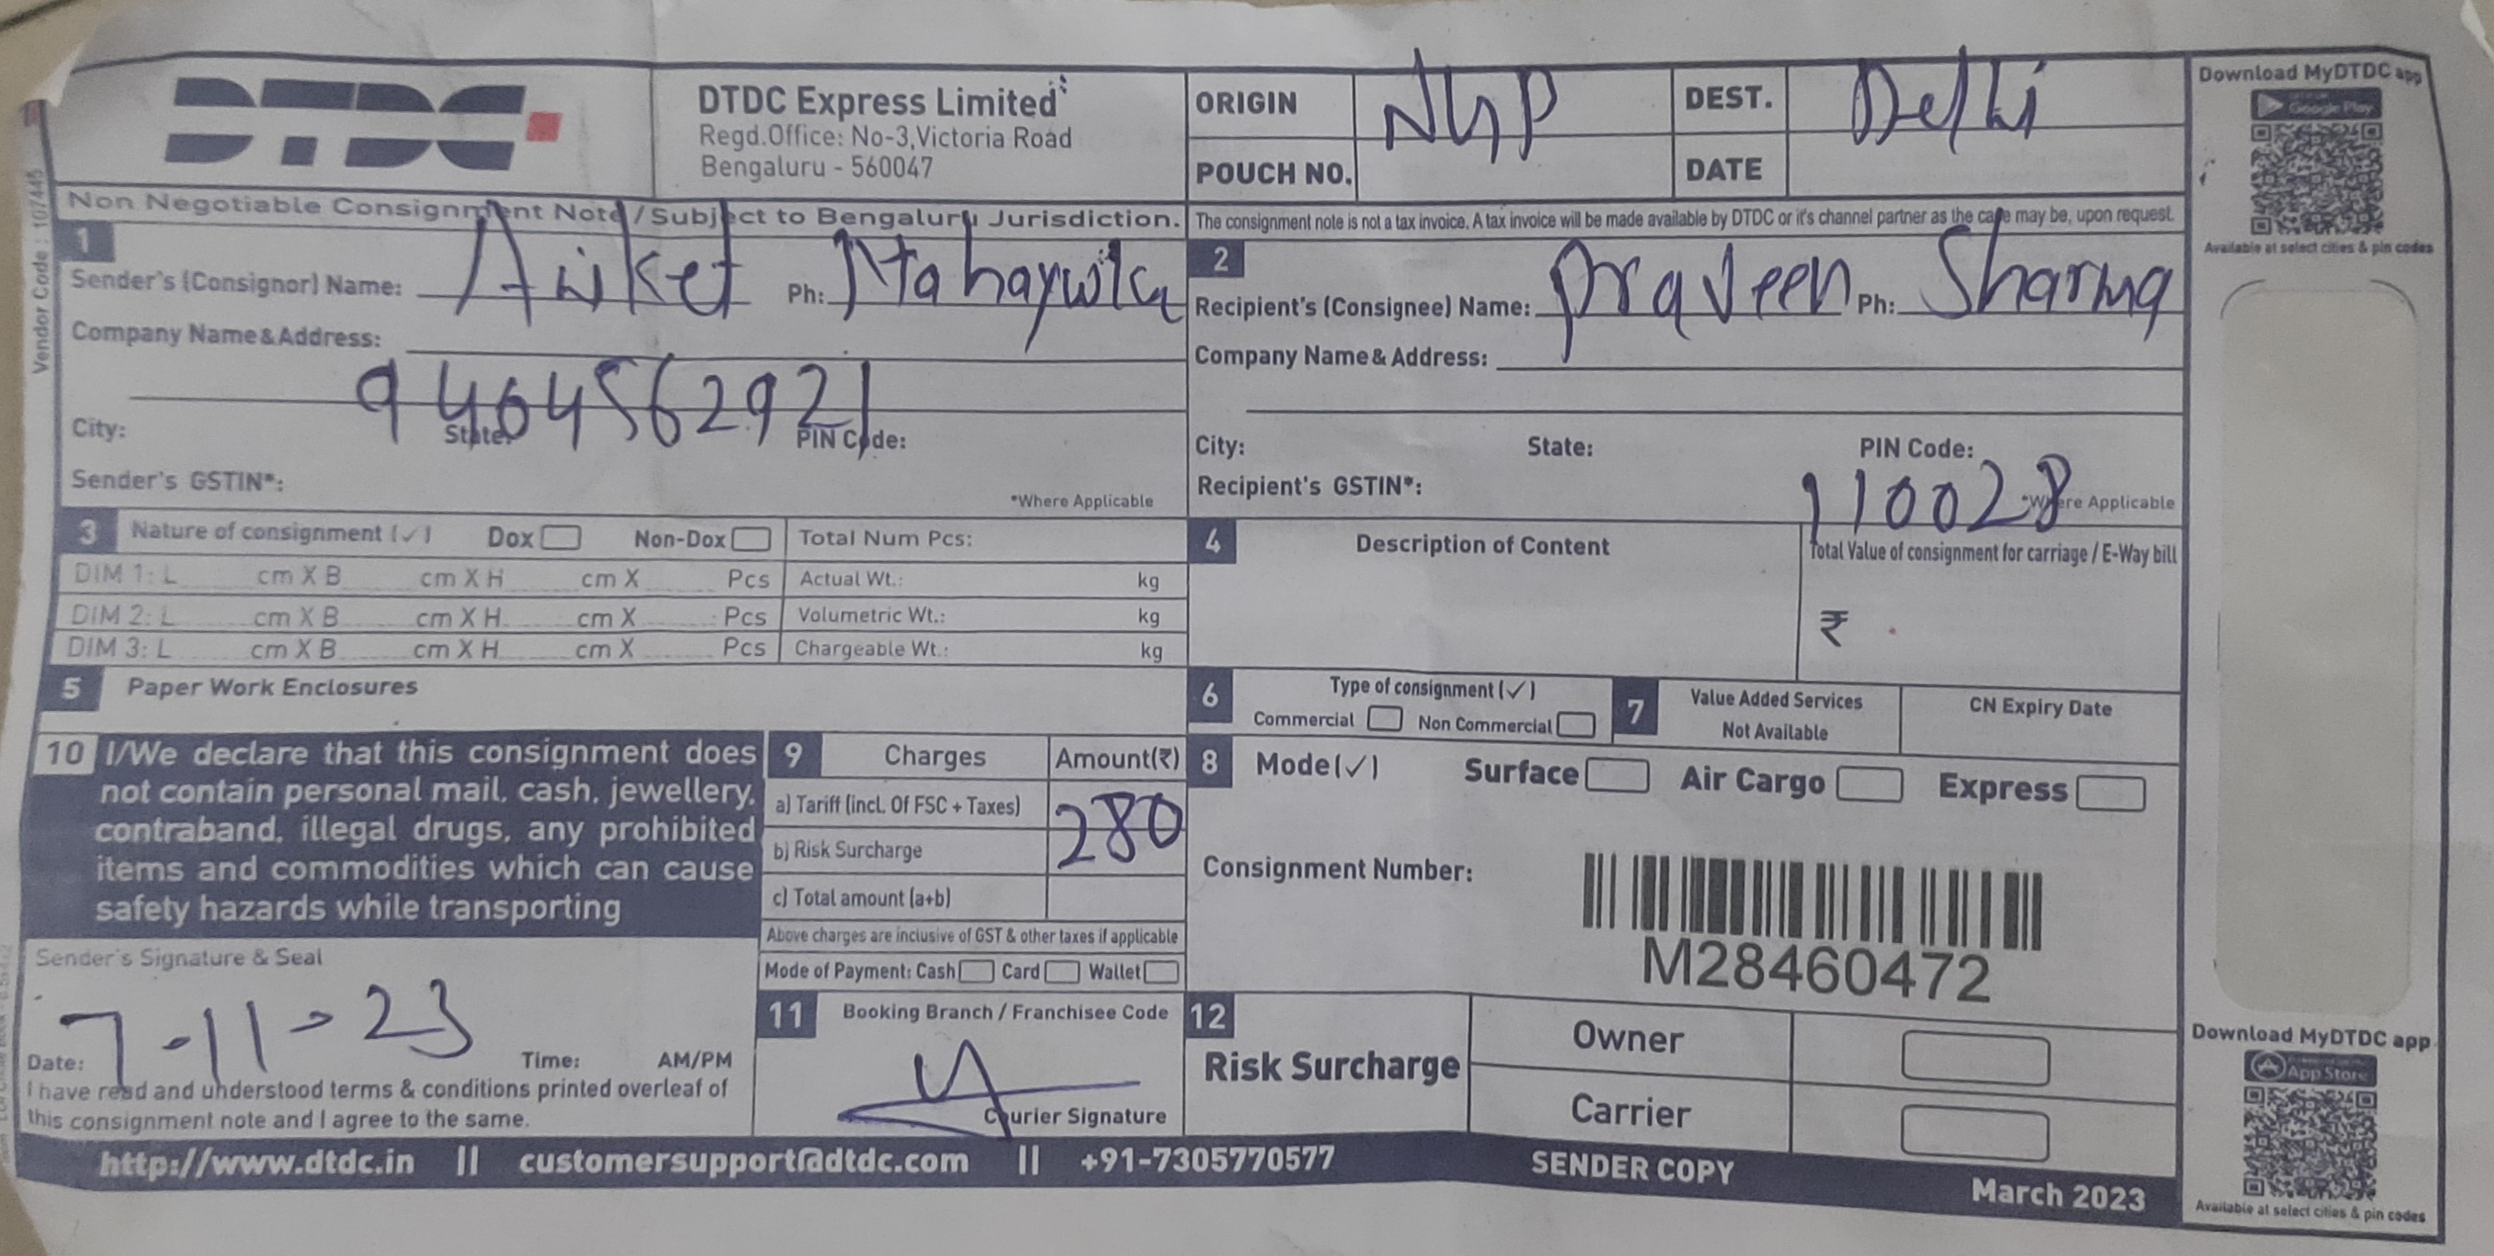 DTDC
DTDC Express Limited
Regd.Office: No-3,Victoria Road
Bengaluru - 560047
ORIGIN NGP DEST. Delhi
POUCH NO. DATE
Download MyDTDC app
Google Play
Available at select cities & pin codes
Vendor Code : 107445
Non Negotiable Consignment Note / Subject to Bengaluru Jurisdiction.
The consignment note is not a tax invoice. A tax invoice will be made available by DTDC or it's channel partner as the case may be, upon request.
1
Sender's (Consignor) Name: Aniket Ph:
Company Name & Address:
9464562921
City: State: PIN Code:
Sender's GSTIN*:
*Where Applicable
2
Recipient's (Consignee) Name: Praveen Ph: Sharma
Company Name & Address:
City: State: PIN Code:
110028
Recipient's GSTIN*: *Where Applicable
3 Nature of consignment (✓) Dox Non-Dox Total Num Pcs:
DIM 1: L cm X B cm X H cm X Pcs Actual Wt.: kg
DIM 2: L cm X B cm X H cm X Pcs Volumetric Wt.: kg
DIM 3: L cm X B cm X H cm X Pcs Chargeable Wt.: kg
4 Description of Content Total Value of consignment for carriage / E-Way bill
₹
5 Paper Work Enclosures
6 Type of consignment (✓)
Commercial Non Commercial
7 Value Added Services
Not Available
CN Expiry Date
10 I/We declare that this consignment does
not contain personal mail, cash, jewellery,
contraband, illegal drugs, any prohibited
items and commodities which can cause
safety hazards while transporting
9 Charges Amount(₹)
a) Tariff (incl. Of FSC + Taxes) 280
b) Risk Surcharge
c) Total amount (a+b)
Above charges are inclusive of GST & other taxes if applicable
Mode of Payment: Cash Card Wallet
8 Mode(✓) Surface Air Cargo Express
Consignment Number:
M28460472
Sender's Signature & Seal
7-11-23
Date: Time: AM/PM
I have read and understood terms & conditions printed overleaf of
this consignment note and I agree to the same.
11 Booking Branch / Franchisee Code
Courier Signature
12
Risk Surcharge
Owner
Carrier
Download MyDTDC app
App Store
Available at select cities & pin codes
http://www.dtdc.in || customersupport@dtdc.com || +91-7305770577 SENDER COPY March 2023